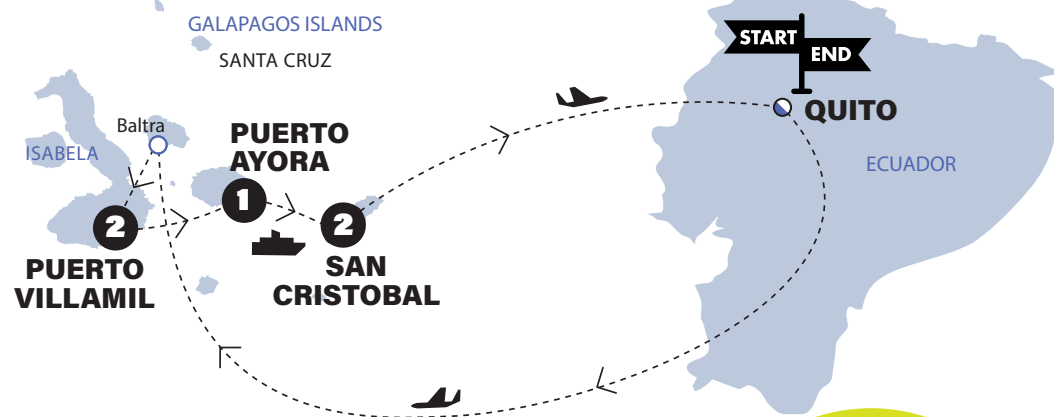 GALAPAGOS ISLANDS
SANTA CRUZ
START
END
QUITO
Baltra
PUERTO
AYORA
ISABELA
ECUADOR
1
2
2
PUERTO
VILLAMIL
SAN
CRISTOBAL